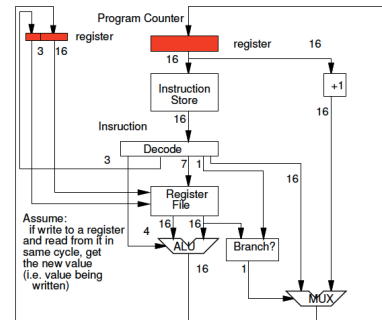 Program Counter
register
3 16
register
16
16
+1
Instruction
Store
16
16
Insruction
Decode
3
7
1
16
Register
File
Assume:
if write to a register
and read from it in
same cycle, get
the new value
(i.e. value being
written)
4
16
16
ALU
Branch?
16
1
MUX